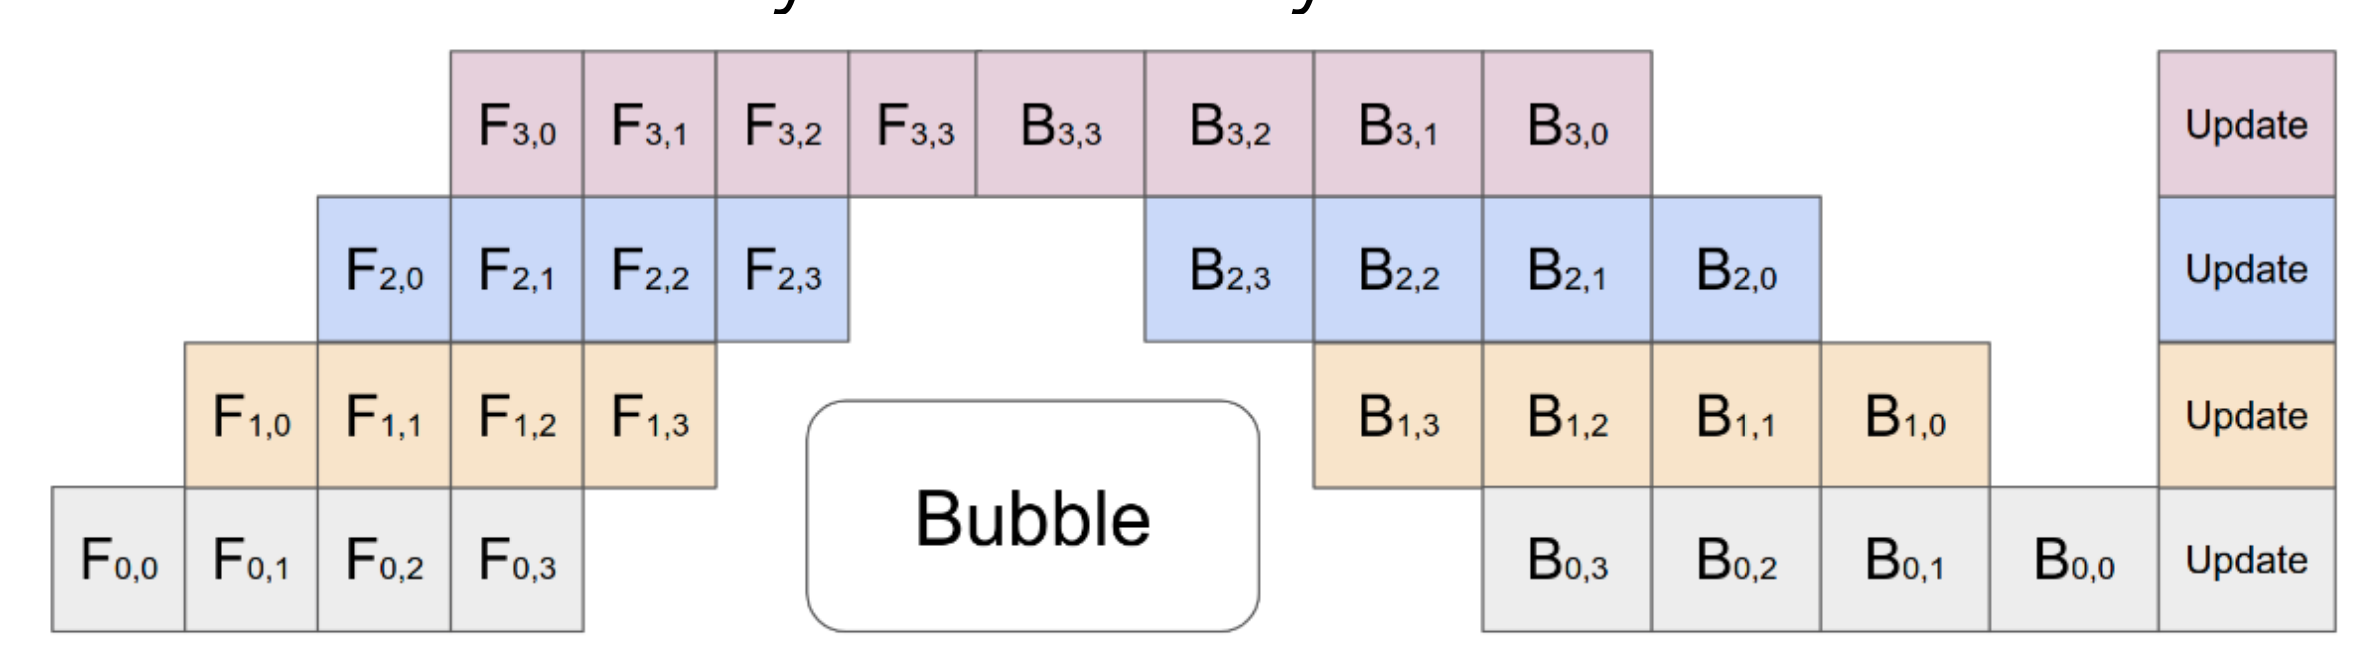 F3,0 F3,1 F3,2 F3,3 B3,3 B3,2 B3,1 B3,0 Update
F2,0 F2,1 F2,2 F2,3 B2,3 B2,2 B2,1 B2,0 Update
F1,0 F1,1 F1,2 F1,3 B1,3 B1,2 B1,1 B1,0 Update
Bubble
F0,0 F0,1 F0,2 F0,3 B0,3 B0,2 B0,1 B0,0 Update